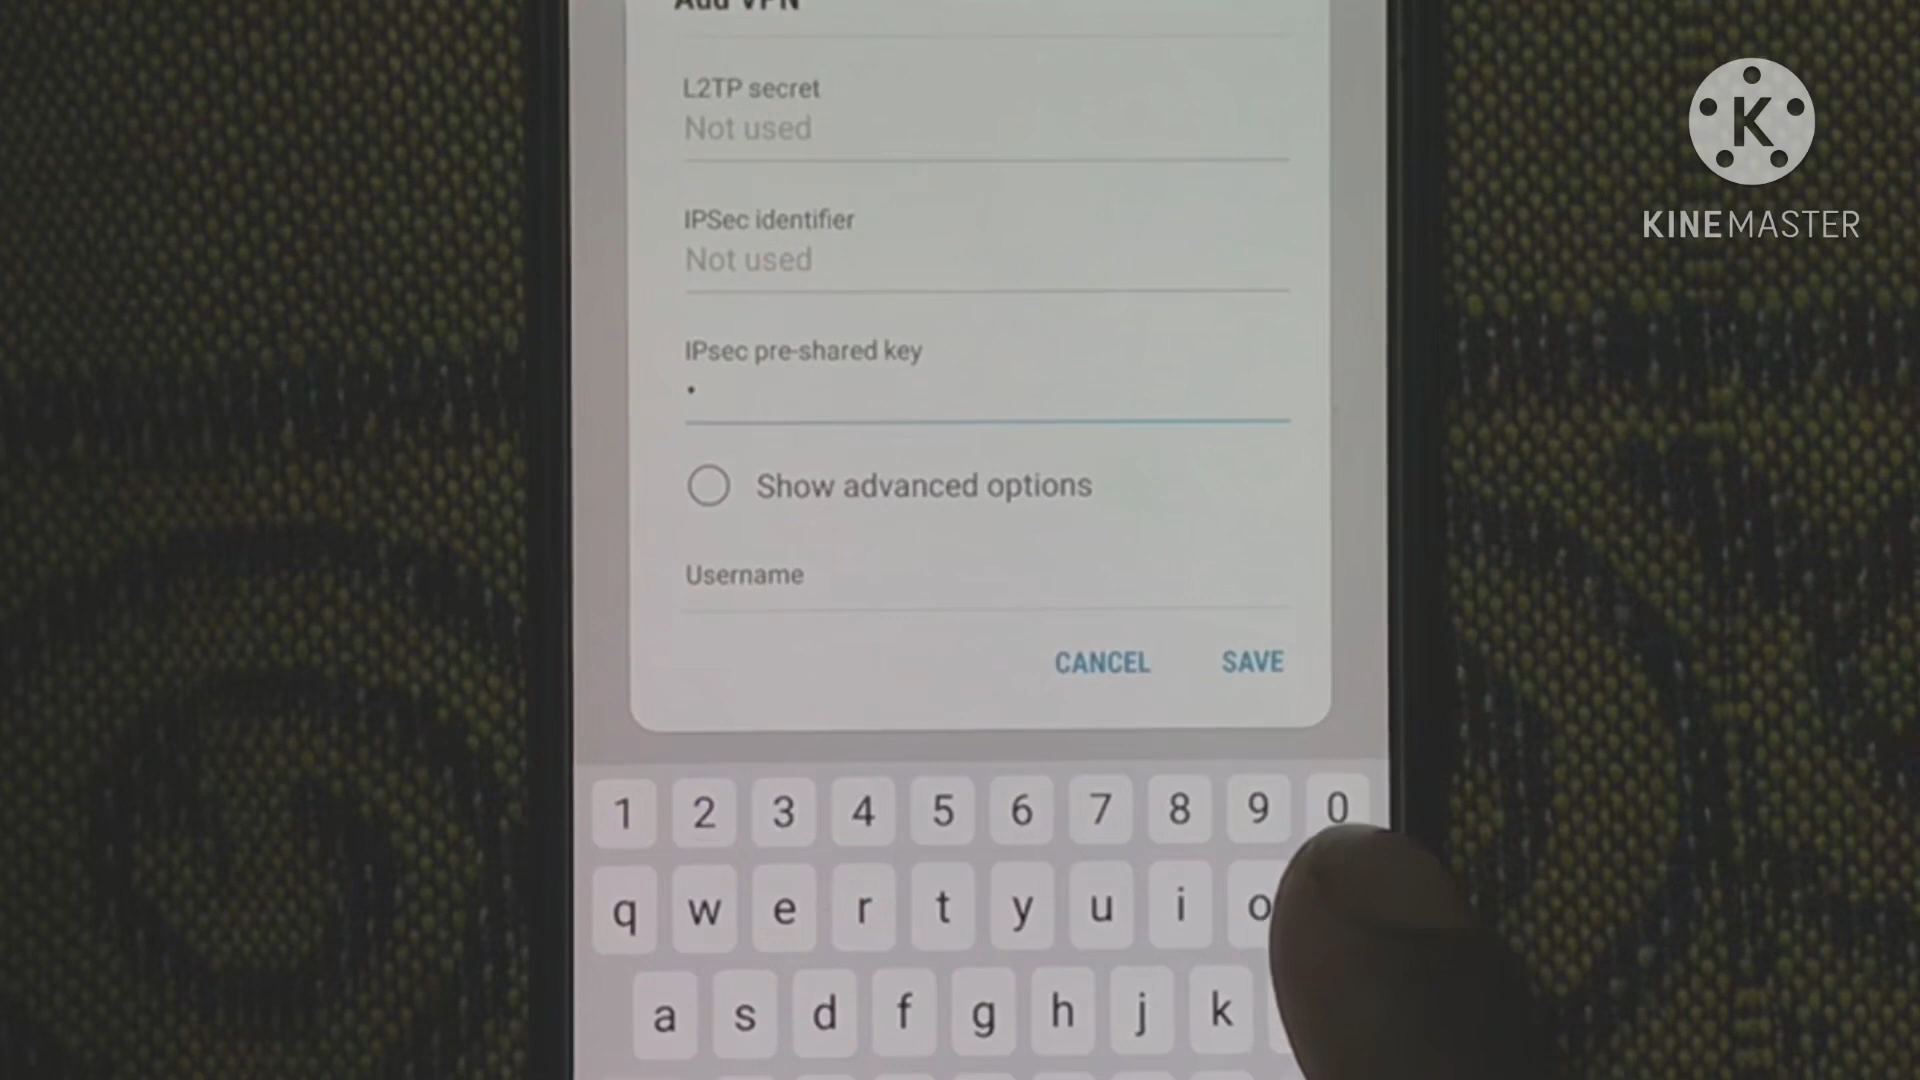 Add VPN
L2TP secret
Not used
IPSec identifier
Not used
IPsec pre-shared key
•
Show advanced options
Username
CANCEL SAVE
1 2 3 4 5 6 7 8 9 0
q w e r t y u i o
a s d f g h j k
K
KINEMASTER